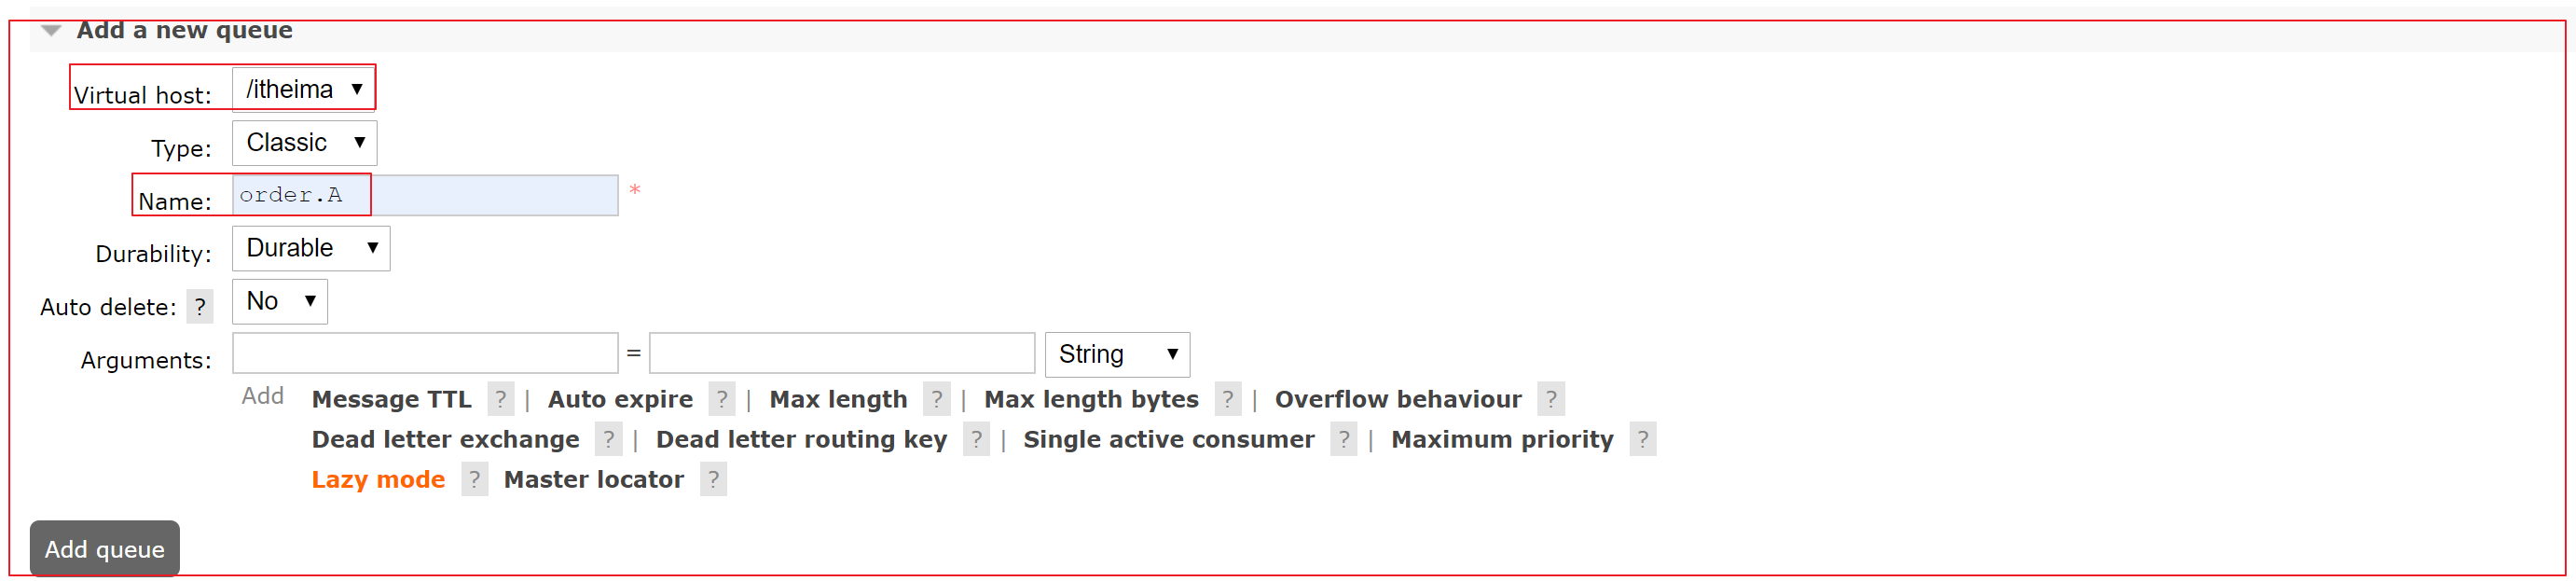 Add a new queue
Virtual host: /itheima
Type: Classic
Name: order.A *
Durability: Durable
Auto delete: ? No
Arguments: = String
Add Message TTL ? | Auto expire ? | Max length ? | Max length bytes ? | Overflow behaviour ?
Dead letter exchange ? | Dead letter routing key ? | Single active consumer ? | Maximum priority ?
Lazy mode ? Master locator ?
Add queue